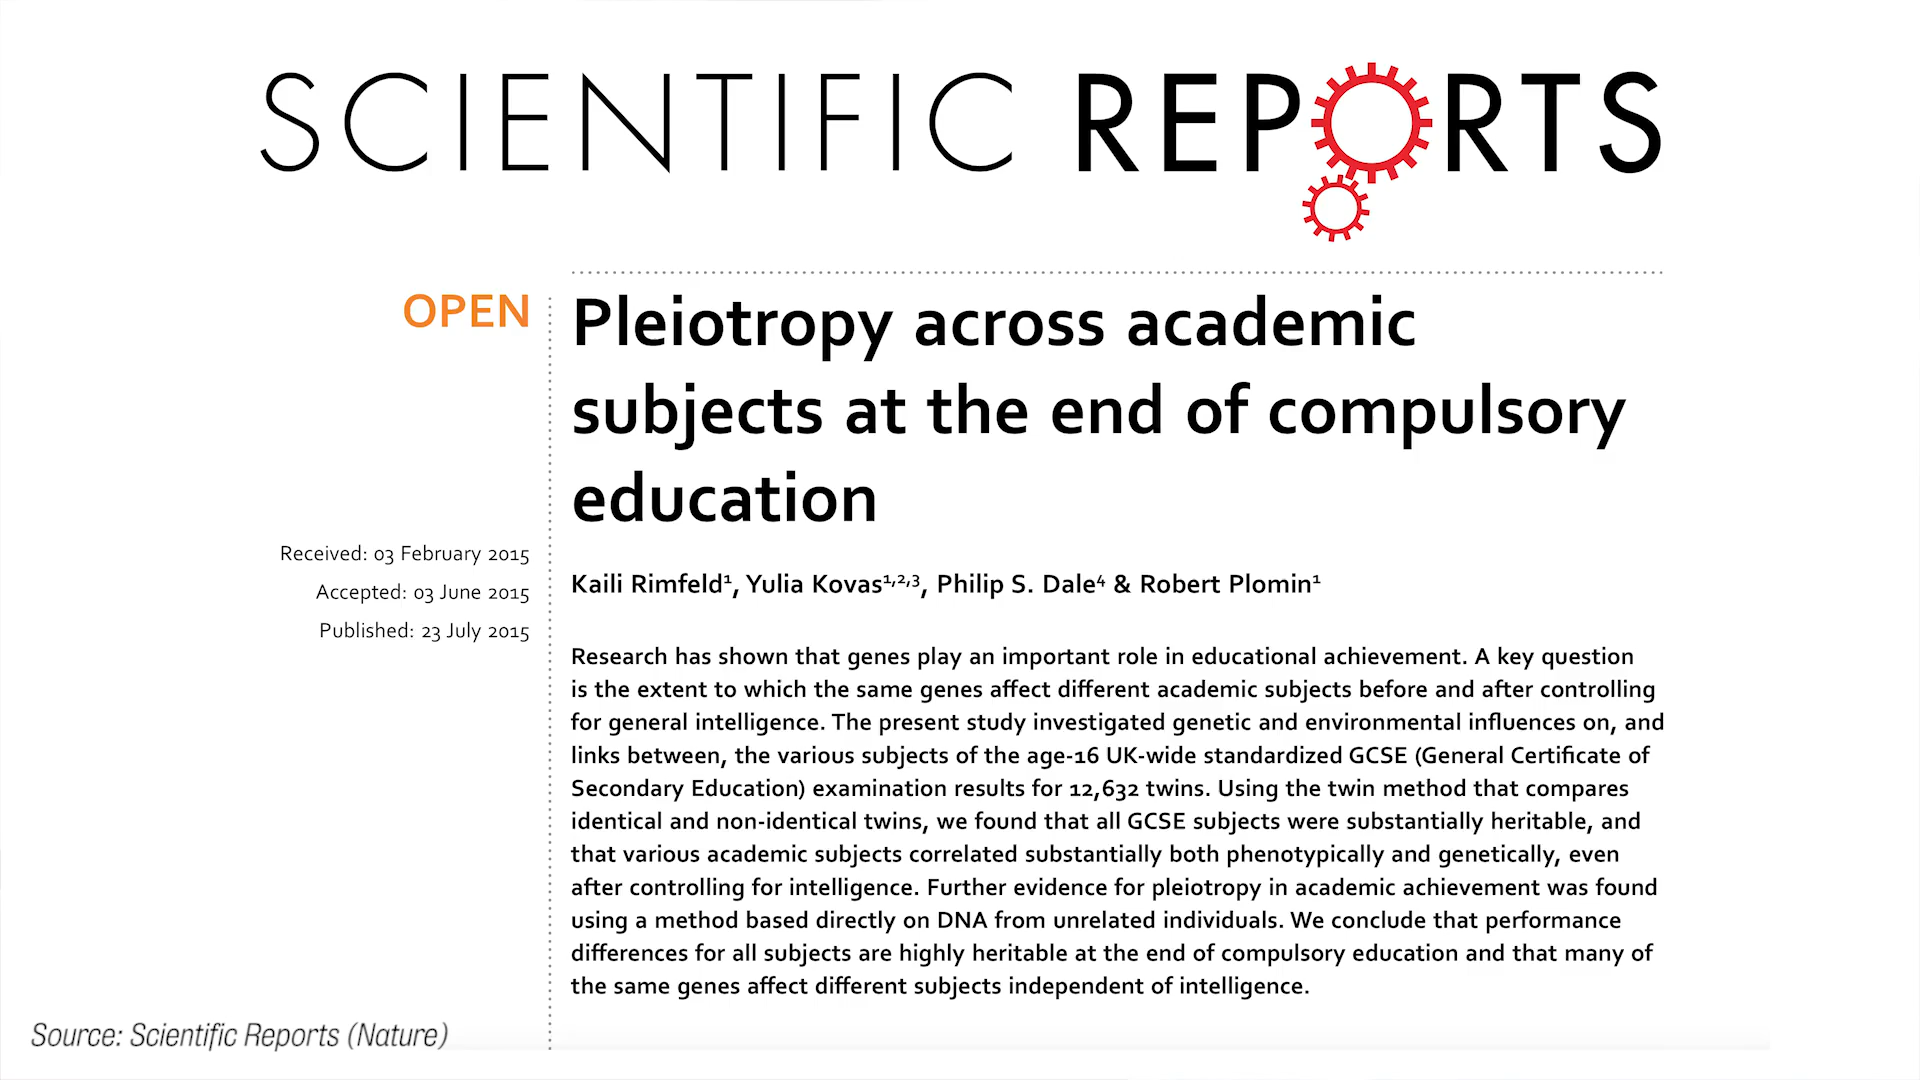 SCIENTIFIC REPORTS
OPEN
Pleiotropy across academic
subjects at the end of compulsory
education
Received: 03 February 2015
Accepted: 03 June 2015
Published: 23 July 2015
Kaili Rimfeld¹, Yulia Kovas¹,²,³, Philip S. Dale⁴ & Robert Plomin¹
Research has shown that genes play an important role in educational achievement. A key question
is the extent to which the same genes affect different academic subjects before and after controlling
for general intelligence. The present study investigated genetic and environmental influences on, and
links between, the various subjects of the age-16 UK-wide standardized GCSE (General Certificate of
Secondary Education) examination results for 12,632 twins. Using the twin method that compares
identical and non-identical twins, we found that all GCSE subjects were substantially heritable, and
that various academic subjects correlated substantially both phenotypically and genetically, even
after controlling for intelligence. Further evidence for pleiotropy in academic achievement was found
using a method based directly on DNA from unrelated individuals. We conclude that performance
differences for all subjects are highly heritable at the end of compulsory education and that many of
the same genes affect different subjects independent of intelligence.
Source: Scientific Reports (Nature)